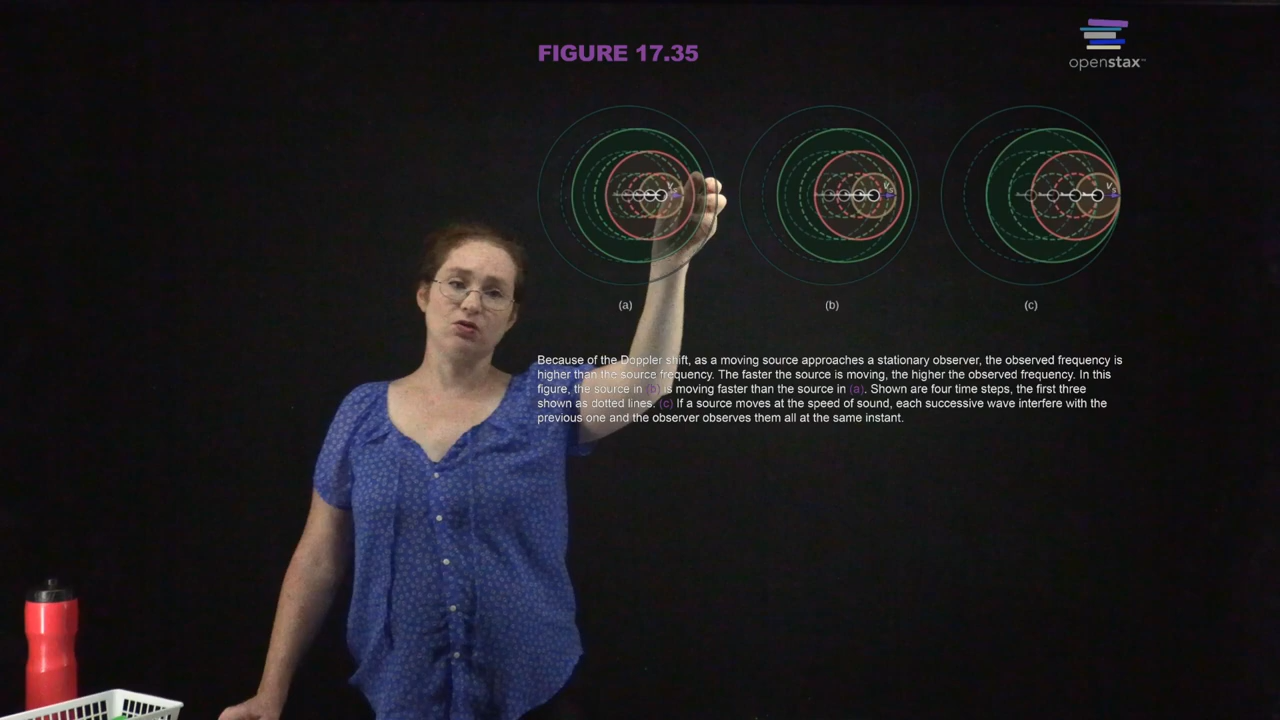 FIGURE 17.35
openstax™
Vs
Vs
Vs
(a)
(b)
(c)
Because of the Doppler shift, as a moving source approaches a stationary observer, the observed frequency is
higher than the source frequency. The faster the source is moving, the higher the observed frequency. In this
figure, the source in (b) is moving faster than the source in (a). Shown are four time steps, the first three
shown as dotted lines. (c) If a source moves at the speed of sound, each successive wave interfere with the
previous one and the observer observes them all at the same instant.